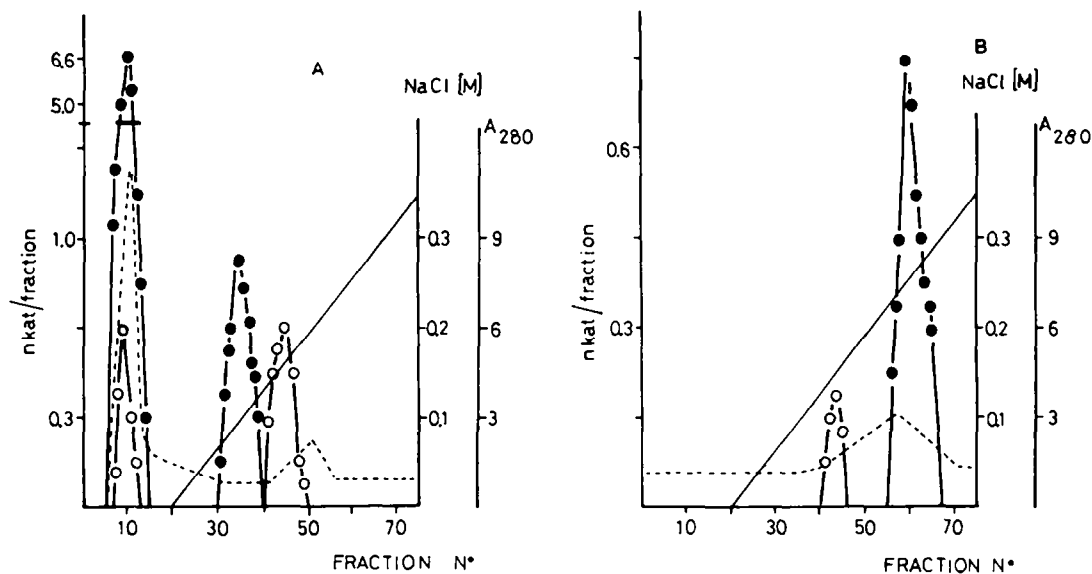 A
B
6.6
5.0
1.0
0.3
nkat/fraction
NaCl [M]
0.3
0.2
0.1
A280
9
6
3
10 30 50 70
FRACTION N°
0.6
0.3
nkat/fraction
NaCl [M]
0.3
0.2
0.1
A280
9
6
3
10 30 50 70
FRACTION N°